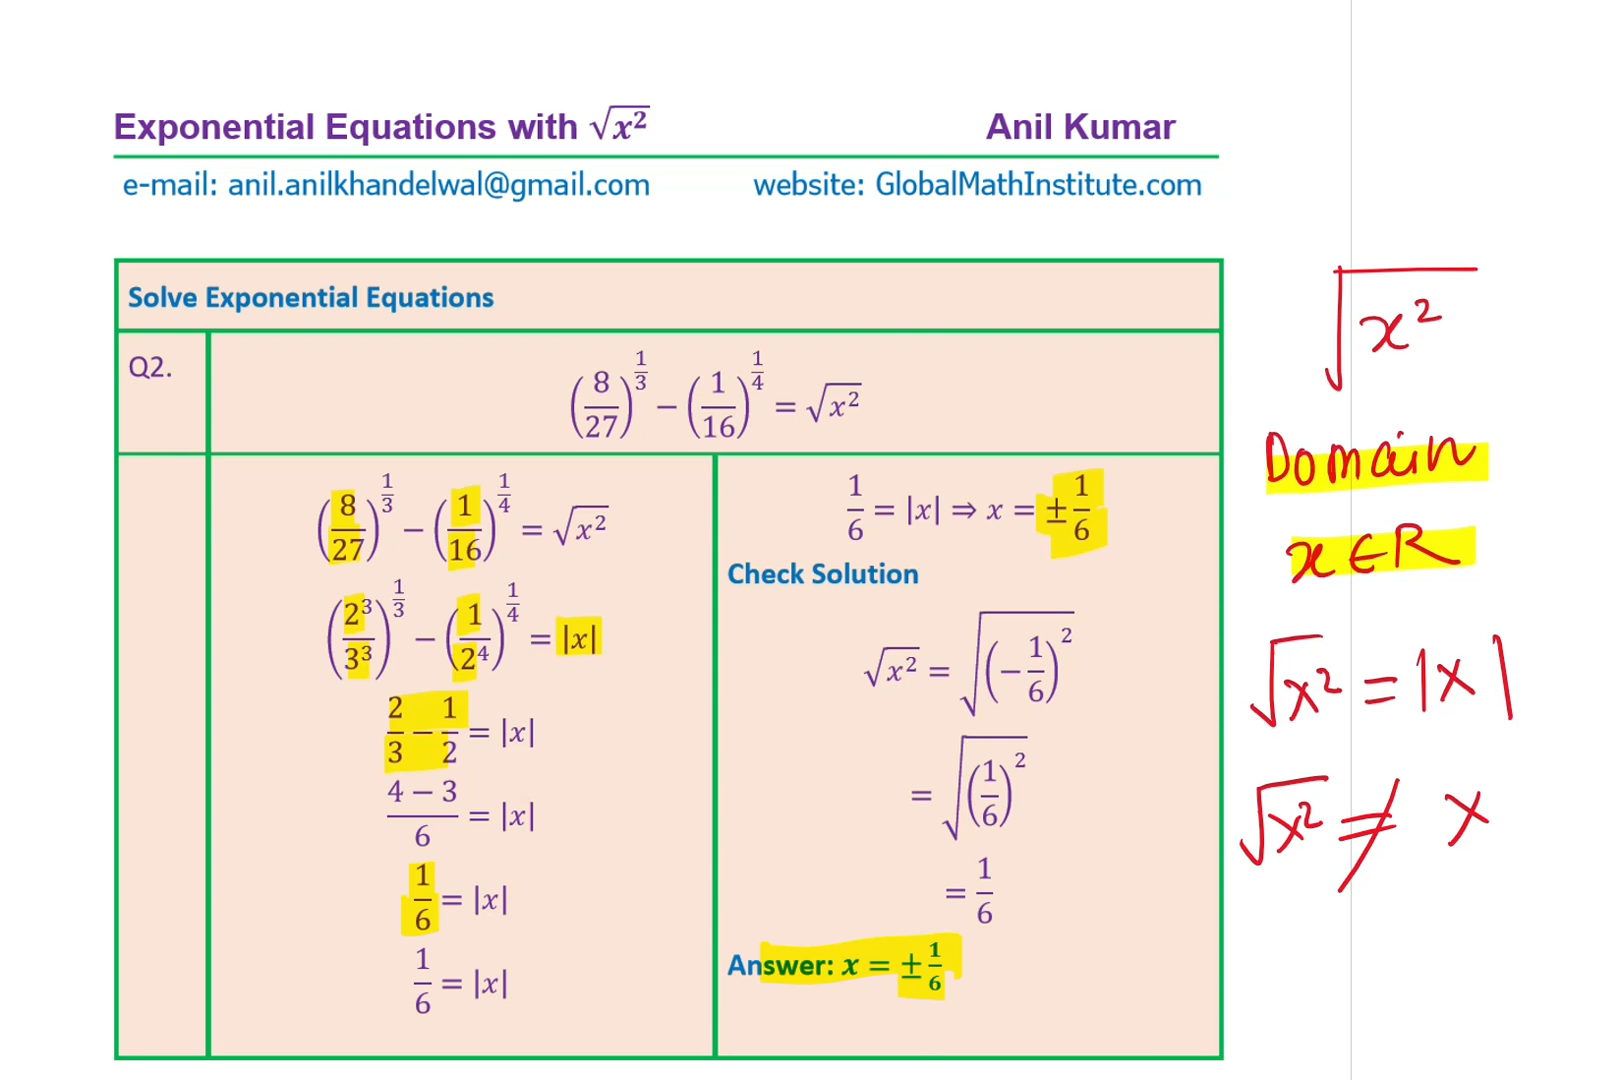 Exponential Equations with √x² Anil Kumar
e-mail: anil.anilkhandelwal@gmail.com website: GlobalMathInstitute.com
Solve Exponential Equations
Q2. (8/27)^(1/3) − (1/16)^(1/4) = √x²
(8/27)^(1/3) − (1/16)^(1/4) = √x²
(2³/3³)^(1/3) − (1/2⁴)^(1/4) = |x|
2/3 − 1/2 = |x|
(4 − 3)/6 = |x|
1/6 = |x|
1/6 = |x|
1/6 = |x| ⇒ x = ± 1/6
Check Solution
√x² = √(−1/6)²
= √(1/6)²
= 1/6
Answer: x = ± 1/6
√x²
Domain
x ∈ R
√x² = |x|
√x² ≠ x